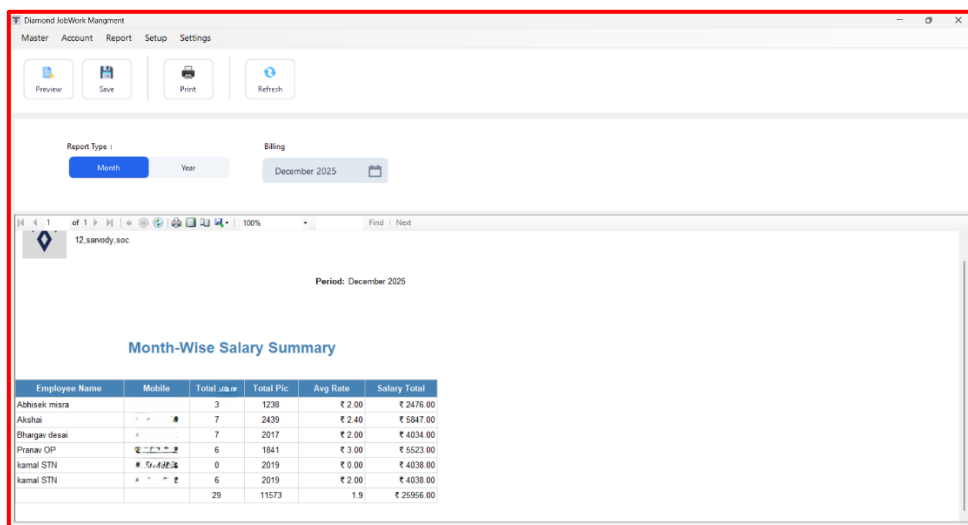 Diamond JobWork Mangment
Master Account Report Setup Settings
Preview Save Print Refresh
Report Type : Billing
Month Year December 2025
1 of 1 100% Find | Next
12,sarvody,soc
Period: December 2025
Month-Wise Salary Summary
Employee Name Mobile Total Total Pic Avg Rate Salary Total
Abhisek misra 3 1238 ₹ 2.00 ₹ 2476.00
Akshai 7 2439 ₹ 2.40 ₹ 5847.00
Bhargav desai 7 2017 ₹ 2.00 ₹ 4034.00
Pranav OP 6 1841 ₹ 3.00 ₹ 5523.00
kamal STN 0 2019 ₹ 0.00 ₹ 4038.00
kamal STN 6 2019 ₹ 2.00 ₹ 4038.00
29 11573 1.9 ₹ 25956.00